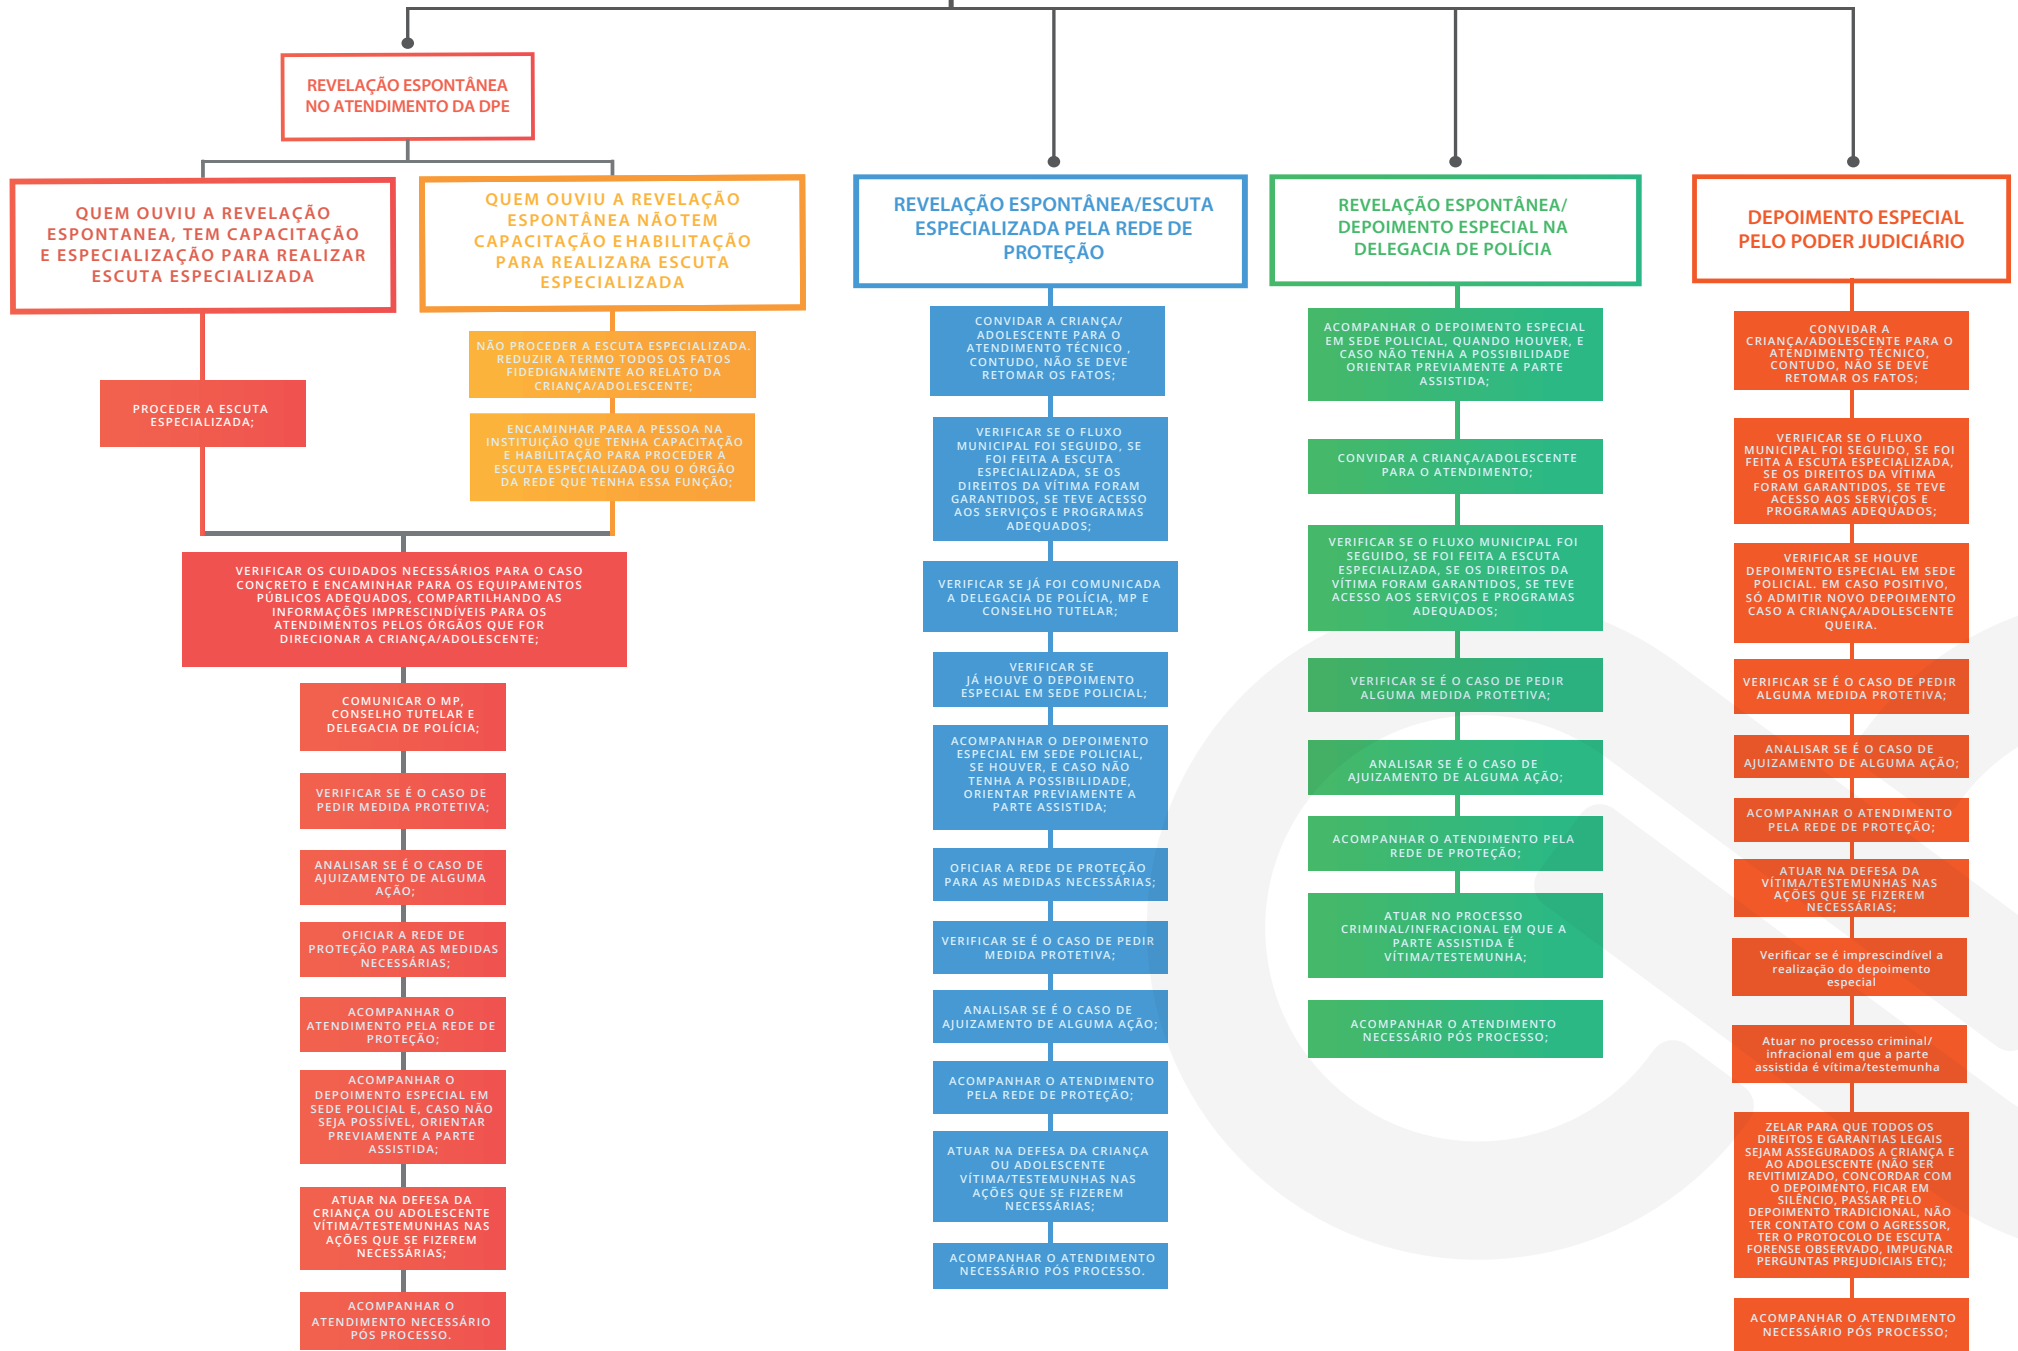 REVELAÇÃO ESPONTÂNEA
NO ATENDIMENTO DA DPE
QUEM OUVIU A REVELAÇÃO
ESPONTANEA, TEM CAPACITAÇÃO
E ESPECIALIZAÇÃO PARA REALIZAR
ESCUTA ESPECIALIZADA
PROCEDER A ESCUTA
ESPECIALIZADA;
QUEM OUVIU A REVELAÇÃO
ESPONTÂNEA NÃO TEM
CAPACITAÇÃO E HABILITAÇÃO
PARA REALIZARA ESCUTA
ESPECIALIZADA
NÃO PROCEDER A ESCUTA ESPECIALIZADA.
REDUZIR A TERMO TODOS OS FATOS
FIDEDIGNAMENTE AO RELATO DA
CRIANÇA/ADOLESCENTE;
ENCAMINHAR PARA A PESSOA NA
INSTITUIÇÃO QUE TENHA CAPACITAÇÃO
E HABILITAÇÃO PARA PROCEDER A
ESCUTA ESPECIALIZADA OU O ÓRGÃO
DA REDE QUE TENHA ESSA FUNÇÃO;
VERIFICAR OS CUIDADOS NECESSÁRIOS PARA O CASO
CONCRETO E ENCAMINHAR PARA OS EQUIPAMENTOS
PÚBLICOS ADEQUADOS, COMPARTILHANDO AS
INFORMAÇÕES IMPRESCINDÍVEIS PARA OS
ATENDIMENTOS PELOS ÓRGÃOS QUE FOR
DIRECIONAR A CRIANÇA/ADOLESCENTE;
COMUNICAR O MP,
CONSELHO TUTELAR E
DELEGACIA DE POLÍCIA;
VERIFICAR SE É O CASO DE
PEDIR MEDIDA PROTETIVA;
ANALISAR SE É O CASO DE
AJUIZAMENTO DE ALGUMA
AÇÃO;
OFICIAR A REDE DE
PROTEÇÃO PARA AS MEDIDAS
NECESSÁRIAS;
ACOMPANHAR O
ATENDIMENTO PELA REDE DE
PROTEÇÃO;
ACOMPANHAR O
DEPOIMENTO ESPECIAL EM
SEDE POLICIAL E, CASO NÃO
SEJA POSSÍVEL, ORIENTAR
PREVIAMENTE A PARTE
ASSISTIDA;
ATUAR NA DEFESA DA
CRIANÇA OU ADOLESCENTE
VÍTIMA/TESTEMUNHAS NAS
AÇÕES QUE SE FIZEREM
NECESSÁRIAS;
ACOMPANHAR O
ATENDIMENTO NECESSÁRIO
PÓS PROCESSO.
REVELAÇÃO ESPONTÂNEA/ESCUTA
ESPECIALIZADA PELA REDE DE
PROTEÇÃO
CONVIDAR A CRIANÇA/
ADOLESCENTE PARA O
ATENDIMENTO TÉCNICO ,
CONTUDO, NÃO SE DEVE
RETOMAR OS FATOS;
VERIFICAR SE O FLUXO
MUNICIPAL FOI SEGUIDO, SE
FOI FEITA A ESCUTA
ESPECIALIZADA, SE OS
DIREITOS DA VÍTIMA FORAM
GARANTIDOS, SE TEVE ACESSO
AOS SERVIÇOS E PROGRAMAS
ADEQUADOS;
VERIFICAR SE JÁ FOI COMUNICADA
A DELEGACIA DE POLÍCIA, MP E
CONSELHO TUTELAR;
VERIFICAR SE
JÁ HOUVE O DEPOIMENTO
ESPECIAL EM SEDE POLICIAL;
ACOMPANHAR O DEPOIMENTO
ESPECIAL EM SEDE POLICIAL,
SE HOUVER, E CASO NÃO
TENHA A POSSIBILIDADE,
ORIENTAR PREVIAMENTE A
PARTE ASSISTIDA;
OFICIAR A REDE DE PROTEÇÃO
PARA AS MEDIDAS NECESSÁRIAS;
VERIFICAR SE É O CASO DE PEDIR
MEDIDA PROTETIVA;
ANALISAR SE É O CASO DE
AJUIZAMENTO DE ALGUMA AÇÃO;
ACOMPANHAR O ATENDIMENTO
PELA REDE DE PROTEÇÃO;
ATUAR NA DEFESA DA CRIANÇA
OU ADOLESCENTE
VÍTIMA/TESTEMUNHAS NAS
AÇÕES QUE SE FIZEREM
NECESSÁRIAS;
ACOMPANHAR O ATENDIMENTO
NECESSÁRIO PÓS PROCESSO.
REVELAÇÃO ESPONTÂNEA/
DEPOIMENTO ESPECIAL NA
DELEGACIA DE POLÍCIA
ACOMPANHAR O DEPOIMENTO ESPECIAL
EM SEDE POLICIAL, QUANDO HOUVER, E
CASO NÃO TENHA A POSSIBILIDADE
ORIENTAR PREVIAMENTE A PARTE
ASSISTIDA;
CONVIDAR A CRIANÇA/ADOLESCENTE
PARA O ATENDIMENTO;
VERIFICAR SE O FLUXO MUNICIPAL FOI
SEGUIDO, SE FOI FEITA A ESCUTA
ESPECIALIZADA, SE OS DIREITOS DA
VÍTIMA FORAM GARANTIDOS, SE TEVE
ACESSO AOS SERVIÇOS E PROGRAMAS
ADEQUADOS;
VERIFICAR SE É O CASO DE PEDIR
ALGUMA MEDIDA PROTETIVA;
ANALISAR SE É O CASO DE
AJUIZAMENTO DE ALGUMA AÇÃO;
ACOMPANHAR O ATENDIMENTO PELA
REDE DE PROTEÇÃO;
ATUAR NO PROCESSO
CRIMINAL/INFRACIONAL EM QUE A
PARTE ASSISTIDA É
VÍTIMA/TESTEMUNHA;
ACOMPANHAR O ATENDIMENTO
NECESSÁRIO PÓS PROCESSO;
DEPOIMENTO ESPECIAL
PELO PODER JUDICIÁRIO
CONVIDAR A
CRIANÇA/ADOLESCENTE PARA O
ATENDIMENTO TÉCNICO,
CONTUDO, NÃO SE DEVE
RETOMAR OS FATOS;
VERIFICAR SE O FLUXO
MUNICIPAL FOI SEGUIDO, SE FOI
FEITA A ESCUTA ESPECIALIZADA,
SE OS DIREITOS DA VÍTIMA
FORAM GARANTIDOS, SE TEVE
ACESSO AOS SERVIÇOS E
PROGRAMAS ADEQUADOS;
VERIFICAR SE HOUVE
DEPOIMENTO ESPECIAL EM SEDE
POLICIAL. EM CASO POSITIVO,
SÓ ADMITIR NOVO DEPOIMENTO
CASO A CRIANÇA/ADOLESCENTE
QUEIRA.
VERIFICAR SE É O CASO DE PEDIR
ALGUMA MEDIDA PROTETIVA;
ANALISAR SE É O CASO DE
AJUIZAMENTO DE ALGUMA AÇÃO;
ACOMPANHAR O ATENDIMENTO
PELA REDE DE PROTEÇÃO;
ATUAR NA DEFESA DA
VÍTIMA/TESTEMUNHAS NAS
AÇÕES QUE SE FIZEREM
NECESSÁRIAS;
Verificar se é imprescindível a
realização do depoimento
especial
Atuar no processo criminal/
infracional em que a parte
assistida é vítima/testemunha
ZELAR PARA QUE TODOS OS
DIREITOS E GARANTIAS LEGAIS
SEJAM ASSEGURADOS A CRIANÇA E
AO ADOLESCENTE (NÃO SER
REVITIMIZADO, CONCORDAR COM
O DEPOIMENTO, FICAR EM
SILÊNCIO, PASSAR PELO
DEPOIMENTO TRADICIONAL, NÃO
TER CONTATO COM O AGRESSOR,
TER O PROTOCOLO DE ESCUTA
FORENSE OBSERVADO, IMPUGNAR
PERGUNTAS PREJUDICIAIS ETC);
ACOMPANHAR O ATENDIMENTO
NECESSÁRIO PÓS PROCESSO;